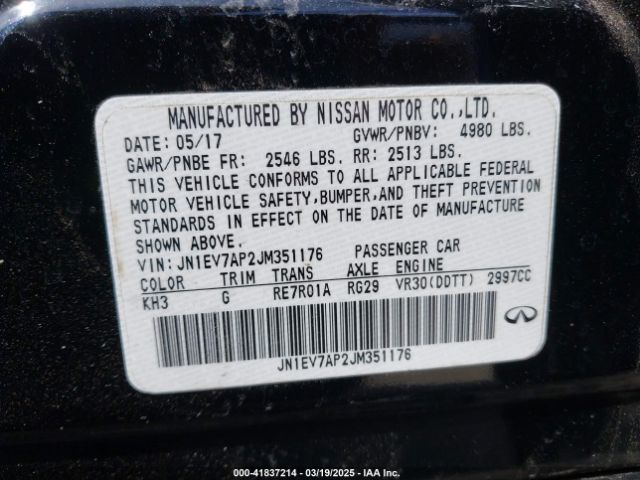 MANUFACTURED BY NISSAN MOTOR CO.,LTD.
DATE: 05/17 GVWR/PNBV: 4980 LBS.
GAWR/PNBE FR: 2546 LBS. RR: 2513 LBS.
THIS VEHICLE CONFORMS TO ALL APPLICABLE FEDERAL
MOTOR VEHICLE SAFETY,BUMPER,AND THEFT PREVENTION
STANDARDS IN EFFECT ON THE DATE OF MANUFACTURE
SHOWN ABOVE.
VIN: JN1EV7AP2JM351176 PASSENGER CAR
COLOR TRIM TRANS AXLE ENGINE
KH3 G RE7R01A RG29 VR30(DDTT) 2997CC
JN1EV7AP2JM351176
000-41837214 - 03/19/2025 - IAA Inc.